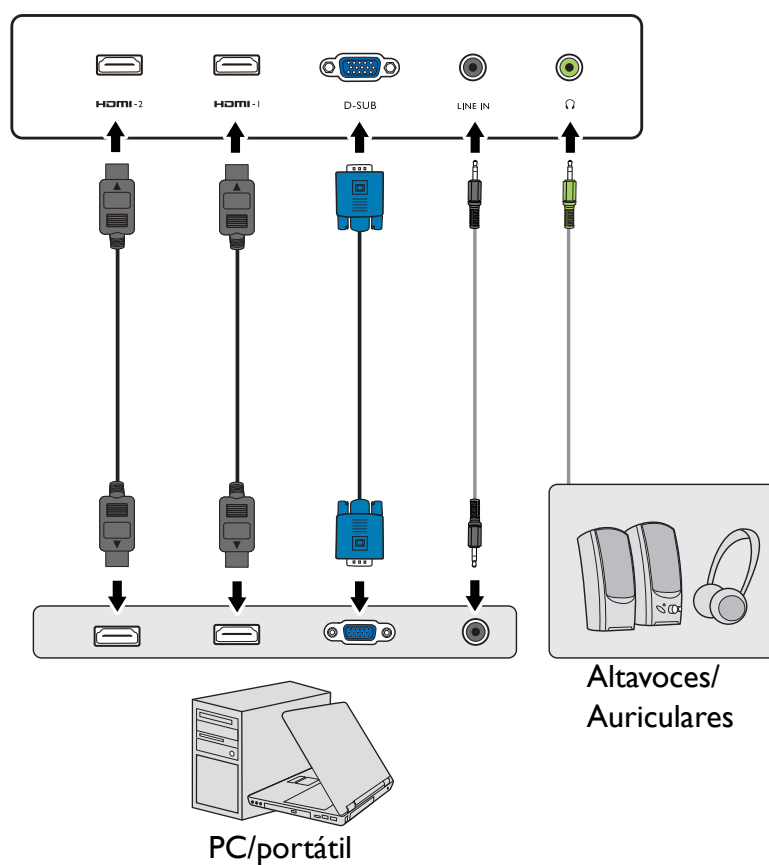 HDMI-2
HDMI-1
D-SUB
LINE IN
Altavoces/
Auriculares
PC/portátil